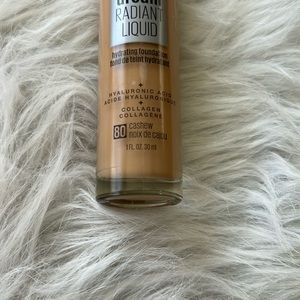 dream
RADIANT
LIQUID
hydrating foundation
fond de teint hydratant
+
HYALURONIC ACID
ACIDE HYALURONIQUE
+
COLLAGEN
COLLAGÈNE
80 cashew
noix de cajou
1 FL OZ, 30 ml